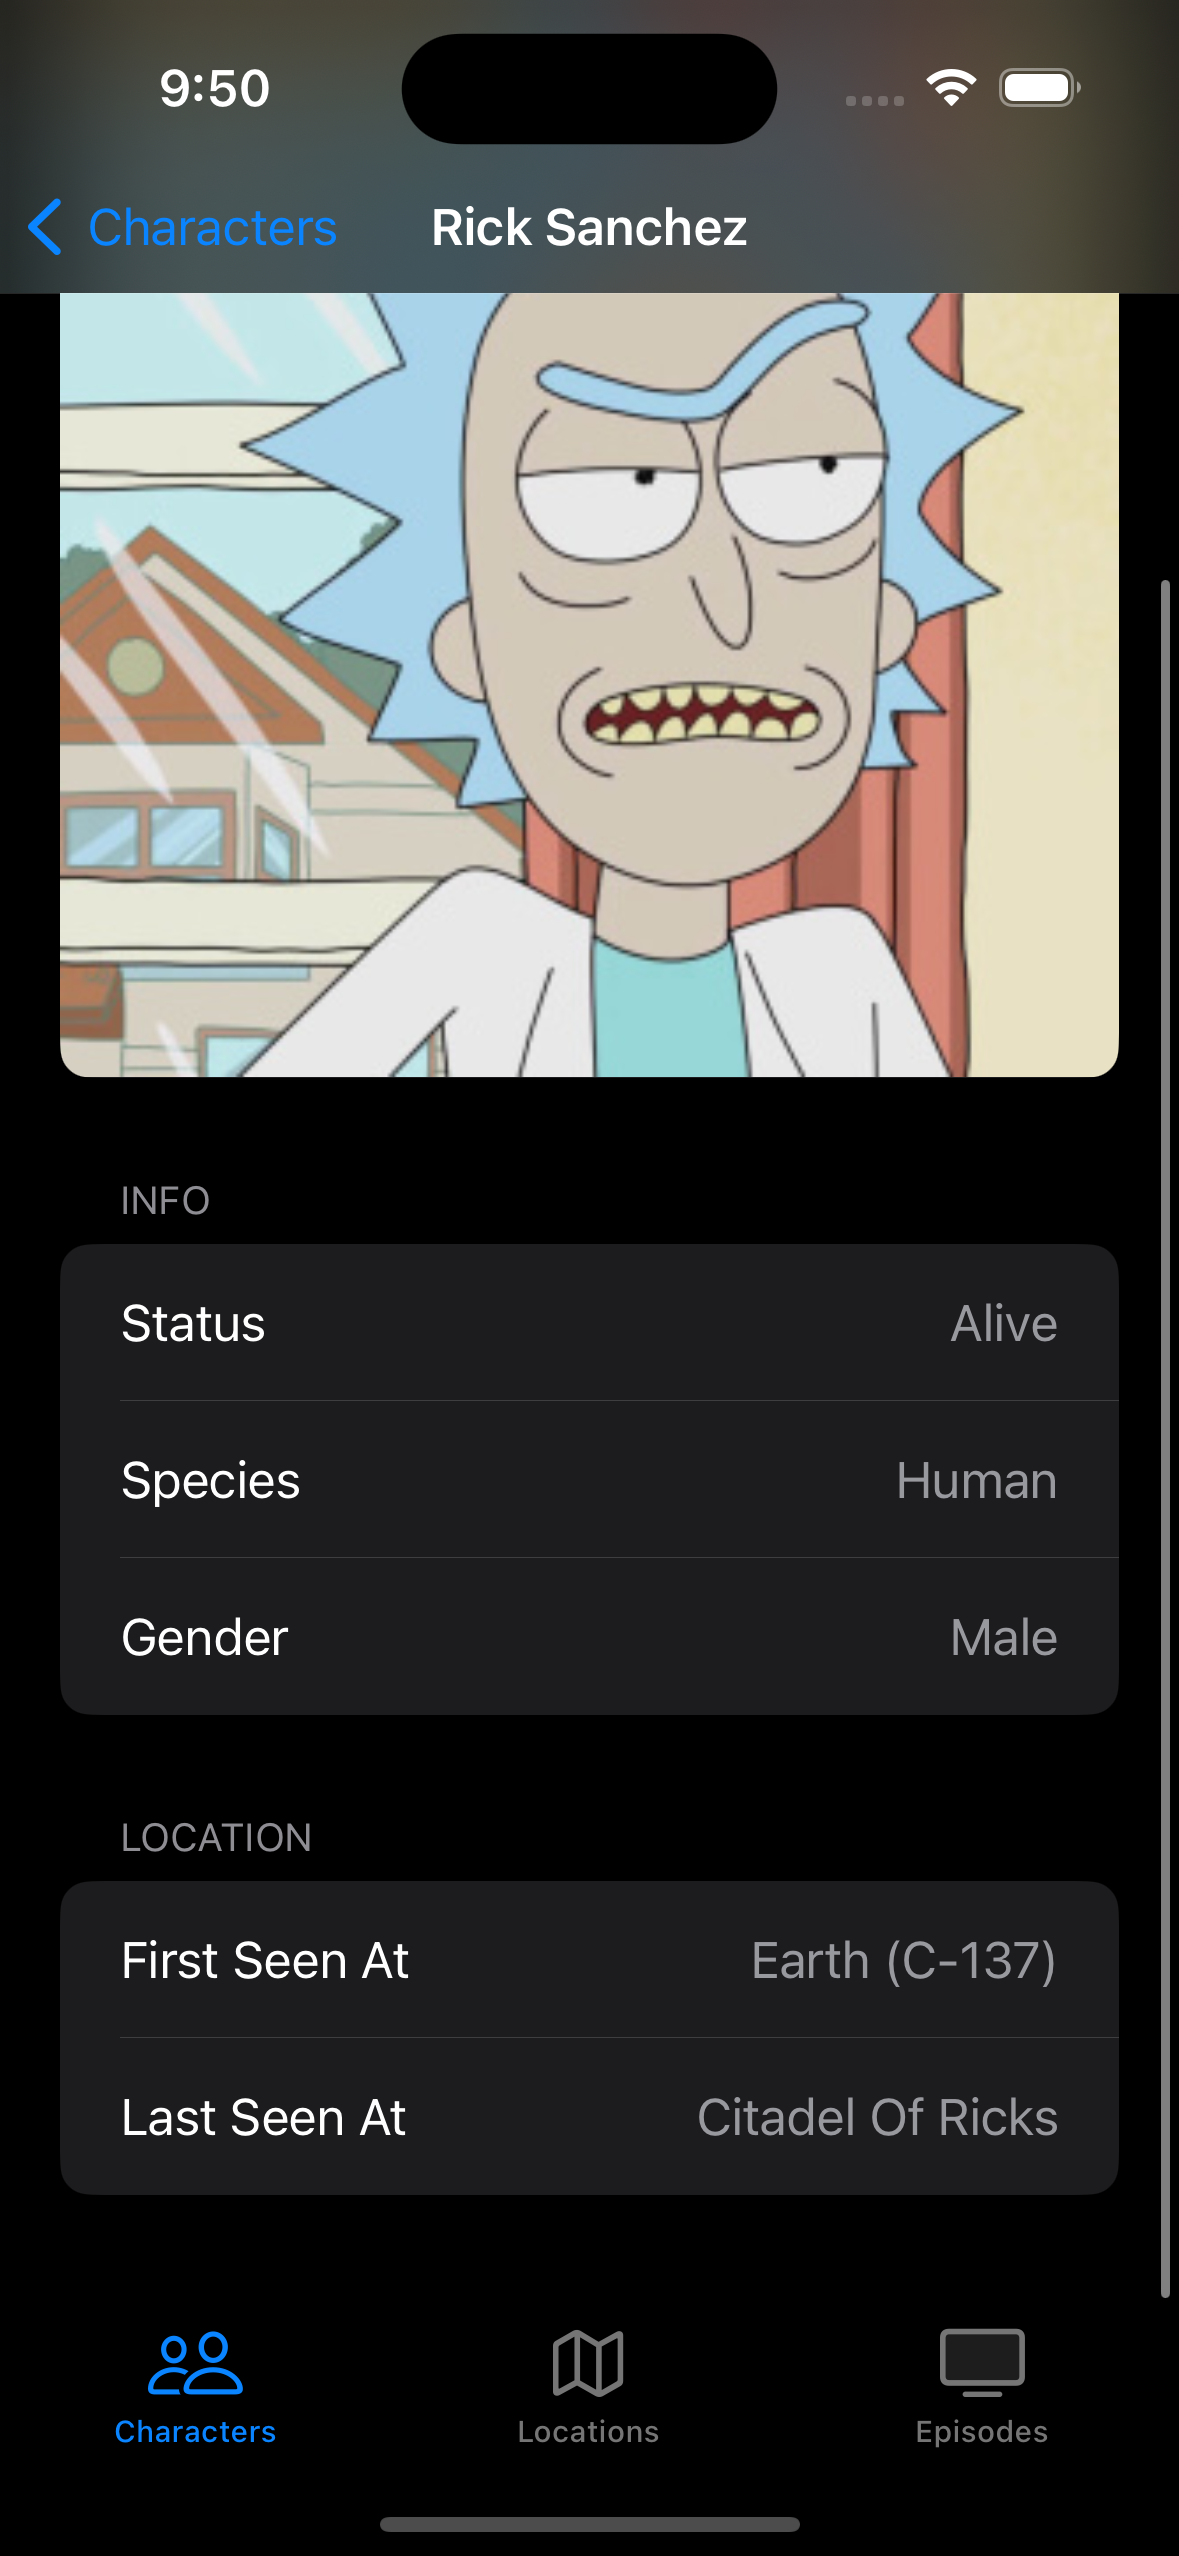 9:50
Characters Rick Sanchez
INFO
Status Alive
Species Human
Gender Male
LOCATION
First Seen At Earth (C-137)
Last Seen At Citadel Of Ricks
Characters Locations Episodes